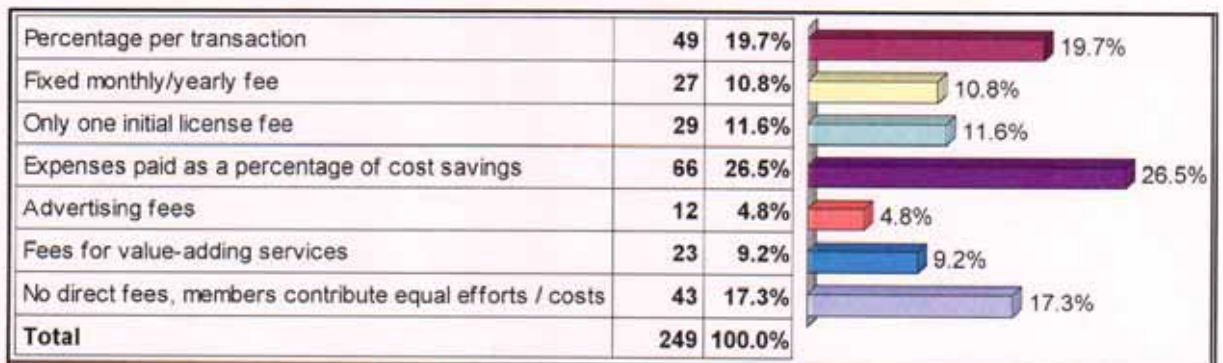 Percentage per transaction 49 19.7% 19.7%
Fixed monthly/yearly fee 27 10.8% 10.8%
Only one initial license fee 29 11.6% 11.6%
Expenses paid as a percentage of cost savings 66 26.5% 26.5%
Advertising fees 12 4.8% 4.8%
Fees for value-adding services 23 9.2% 9.2%
No direct fees, members contribute equal efforts / costs 43 17.3% 17.3%
Total 249 100.0%